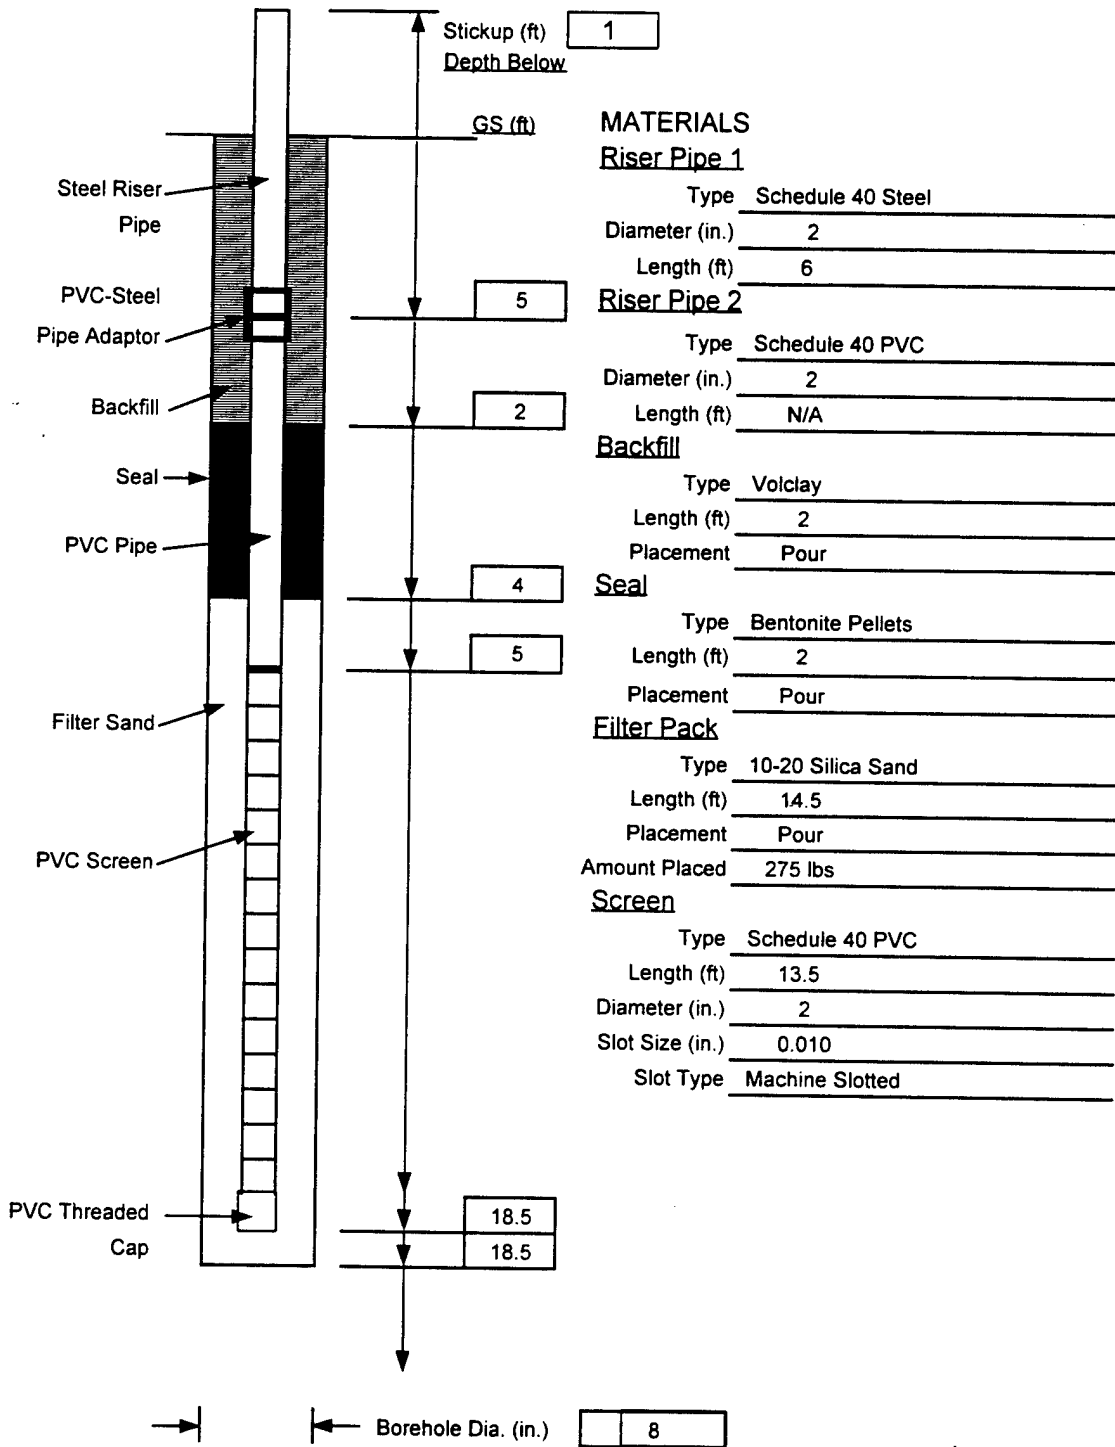 Stickup (ft) 1
Depth Below
GS (ft)
Steel Riser
Pipe
PVC-Steel
Pipe Adaptor
5
Backfill
2
Seal
PVC Pipe
4
5
Filter Sand
PVC Screen
PVC Threaded
Cap
18.5
18.5
Borehole Dia. (in.) 8
MATERIALS
Riser Pipe 1
Type Schedule 40 Steel
Diameter (in.) 2
Length (ft) 6
Riser Pipe 2
Type Schedule 40 PVC
Diameter (in.) 2
Length (ft) N/A
Backfill
Type Volclay
Length (ft) 2
Placement Pour
Seal
Type Bentonite Pellets
Length (ft) 2
Placement Pour
Filter Pack
Type 10-20 Silica Sand
Length (ft) 14.5
Placement Pour
Amount Placed 275 lbs
Screen
Type Schedule 40 PVC
Length (ft) 13.5
Diameter (in.) 2
Slot Size (in.) 0.010
Slot Type Machine Slotted